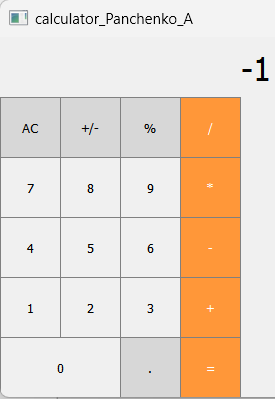 calculator_Panchenko_A
-1
AC +/- % /
7 8 9 *
4 5 6 -
1 2 3 +
0 . =